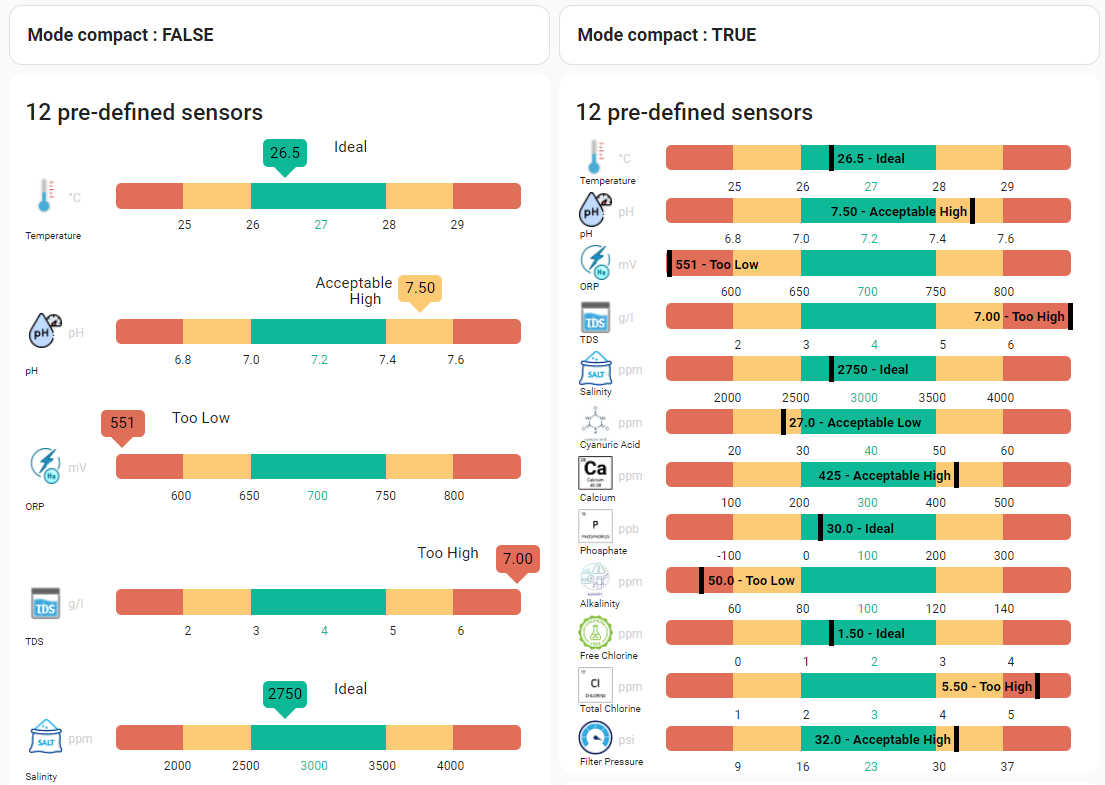 Mode compact : FALSE
12 pre-defined sensors
26.5
Ideal
°C
25 26 27 28 29
Temperature
Acceptable
High
7.50
pH
pH
6.8 7.0 7.2 7.4 7.6
pH
551
Too Low
mV
600 650 700 750 800
ORP
Too High
7.00
TDS
g/l
2 3 4 5 6
TDS
2750
Ideal
SALT
ppm
2000 2500 3000 3500 4000
Salinity
Mode compact : TRUE
12 pre-defined sensors
°C
26.5 - Ideal
Temperature
25 26 27 28 29
pH
pH
7.50 - Acceptable High
pH
6.8 7.0 7.2 7.4 7.6
mV
551 - Too Low
ORP
600 650 700 750 800
TDS
g/l
7.00 - Too High
TDS
2 3 4 5 6
SALT
ppm
2750 - Ideal
Salinity
2000 2500 3000 3500 4000
ppm
27.0 - Acceptable Low
Cyanuric Acid
20 30 40 50 60
Ca
Calcium
ppm
425 - Acceptable High
Calcium
100 200 300 400 500
P
PHOSPHORUS
ppb
30.0 - Ideal
Phosphate
-100 0 100 200 300
ppm
50.0 - Too Low
Alkalinity
60 80 100 120 140
ppm
1.50 - Ideal
Free Chlorine
0 1 2 3 4
Cl
CHLORINE
ppm
5.50 - Too High
Total Chlorine
1 2 3 4 5
psi
32.0 - Acceptable High
Filter Pressure
9 16 23 30 37